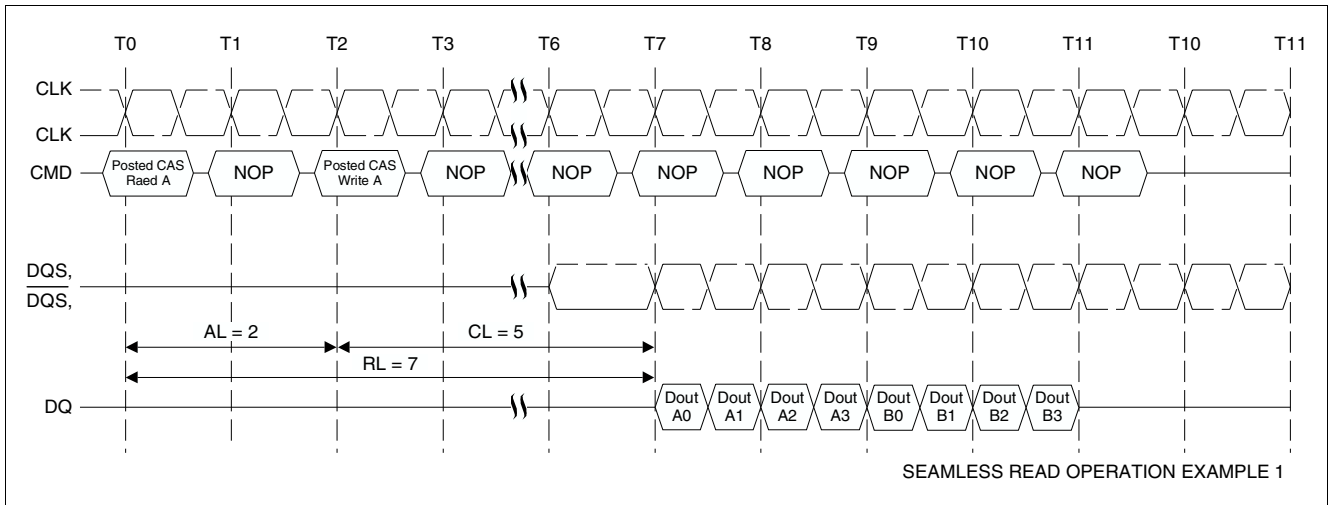 T0 T1 T2 T3 T6 T7 T8 T9 T10 T11 T10 T11
CLK
CLK
CMD
Posted CAS
Raed A
NOP
Posted CAS
Write A
NOP
NOP
NOP
NOP
NOP
NOP
NOP
DQS,
DQS,
AL = 2
CL = 5
RL = 7
DQ
Dout
A0
Dout
A1
Dout
A2
Dout
A3
Dout
B0
Dout
B1
Dout
B2
Dout
B3
SEAMLESS READ OPERATION EXAMPLE 1